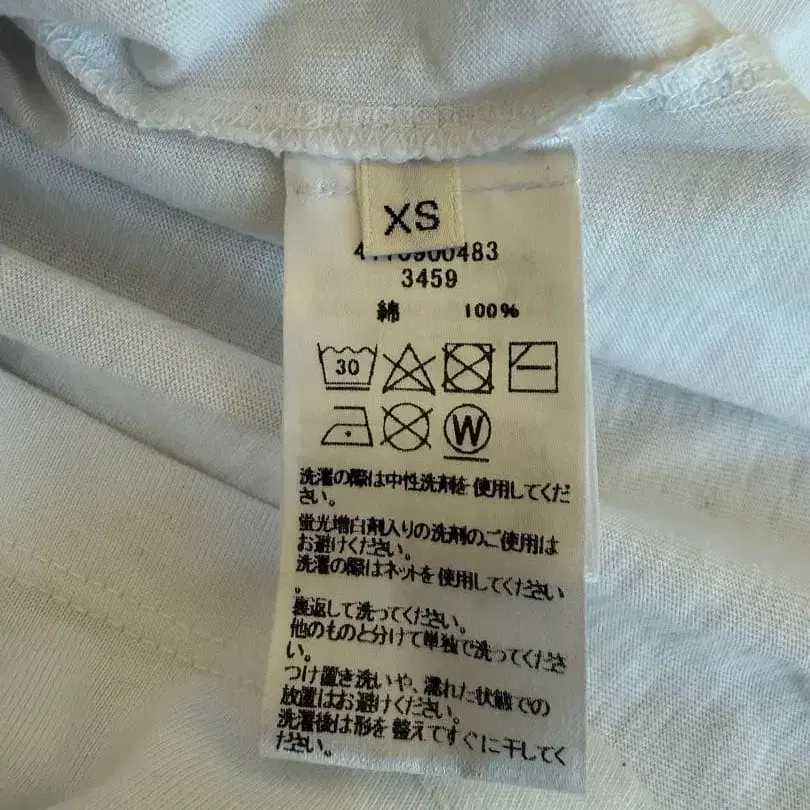 XS
0900483
3459
綿 100%
30
W
洗濯の際は中性洗剤を使用してくだ
さい。
蛍光増白剤入りの洗剤のご使用は
お避けください。
洗濯の際はネットを使用してください
。
裏返して洗ってください。
他のものと分けて単独で洗ってくださ
い。
つけ置き洗いや、濡れた状態での
放置はお避けください。
洗濯後は形を整えてすぐに干してく
ださい。